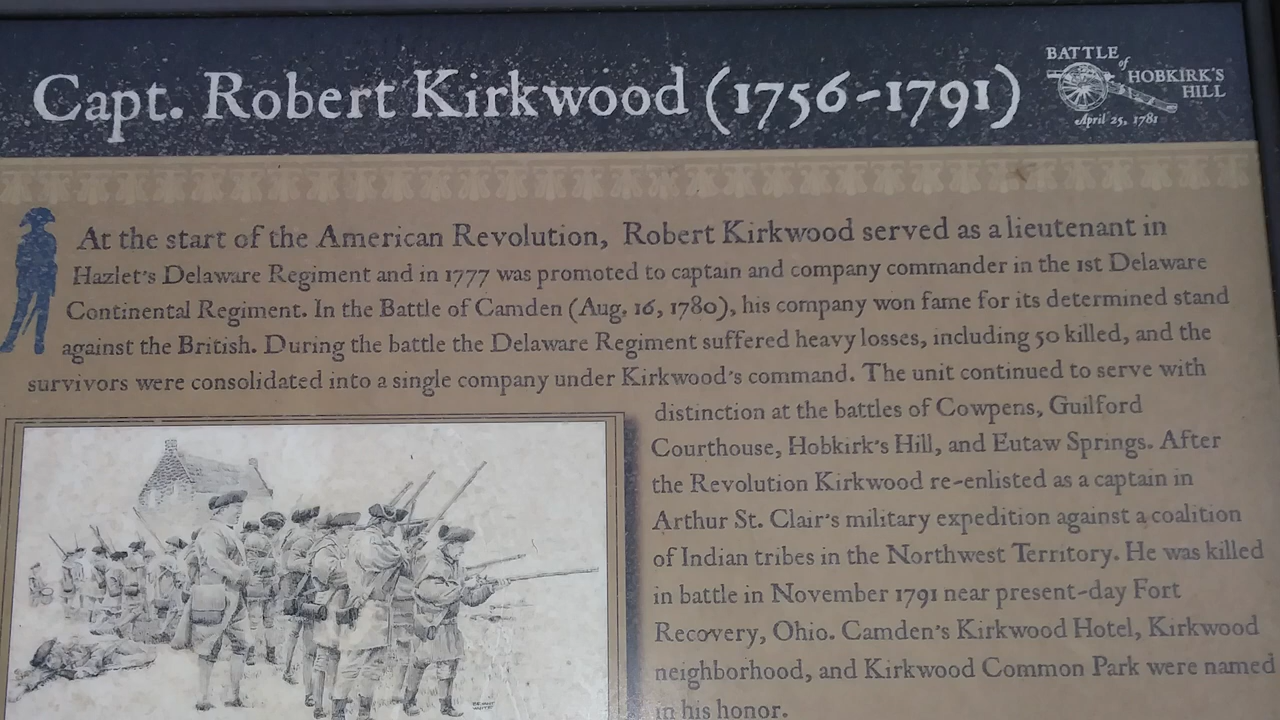 Capt. Robert Kirkwood (1756-1791)
BATTLE of HOBKIRK'S HILL
April 25, 1781
At the start of the American Revolution, Robert Kirkwood served as a lieutenant in
Hazlet's Delaware Regiment and in 1777 was promoted to captain and company commander in the 1st Delaware
Continental Regiment. In the Battle of Camden (Aug. 16, 1780), his company won fame for its determined stand
against the British. During the battle the Delaware Regiment suffered heavy losses, including 50 killed, and the
survivors were consolidated into a single company under Kirkwood's command. The unit continued to serve with
distinction at the battles of Cowpens, Guilford
Courthouse, Hobkirk's Hill, and Eutaw Springs. After
the Revolution Kirkwood re-enlisted as a captain in
Arthur St. Clair's military expedition against a coalition
of Indian tribes in the Northwest Territory. He was killed
in battle in November 1791 near present-day Fort
Recovery, Ohio. Camden's Kirkwood Hotel, Kirkwood
neighborhood, and Kirkwood Common Park were named
in his honor.